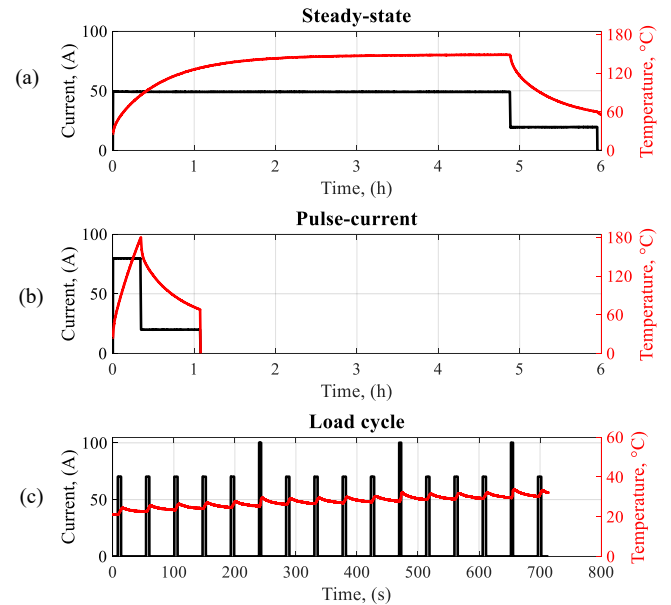 Steady-state
(a)
Current, (A)
100
50
0
180
120
60
0
Temperature, °C)
0 1 2 3 4 5 6
Time, (h)
Pulse-current
(b)
Current, (A)
100
50
0
180
120
60
0
Temperature, °C)
0 1 2 3 4 5 6
Time, (h)
Load cycle
(c)
Current, (A)
100
50
0
60
40
20
0
Temperature, °C)
0 100 200 300 400 500 600 700 800
Time, (s)